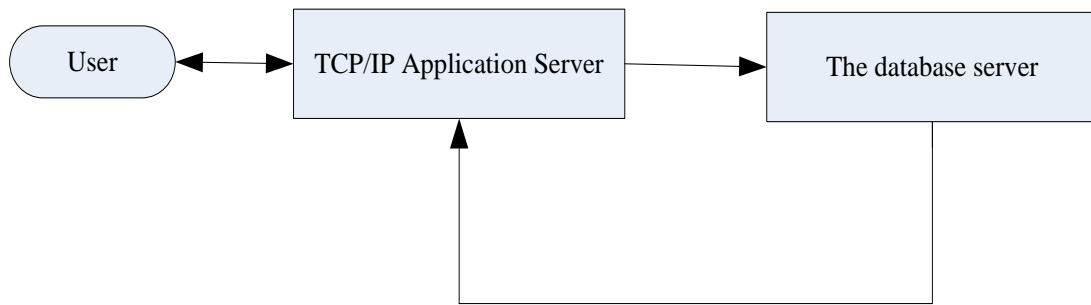 User
TCP/IP Application Server
The database server